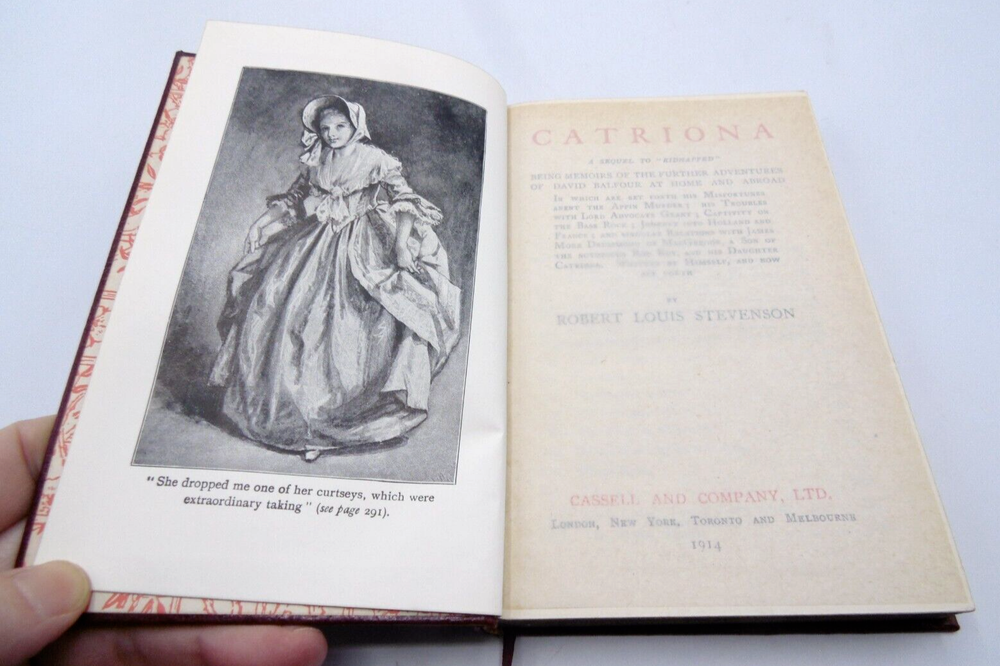 "She dropped me one of her curtseys, which were
extraordinary taking" (see page 291).
CATRIONA
A SEQUEL TO "KIDNAPPED"
BEING MEMOIRS OF THE FURTHER ADVENTURES
OF DAVID BALFOUR AT HOME AND ABROAD
IN WHICH ARE SET FORTH HIS MISFORTUNES
ANENT THE APPIN MURDER; HIS TROUBLES
WITH LORD ADVOCATE GRANT; CAPTIVITY ON
THE BASS ROCK; JOURNEY INTO HOLLAND AND
FRANCE; AND SINGULAR RELATIONS WITH JAMES
MORE DRUMMOND OR MACGREGOR, A SON OF
THE NOTORIOUS ROB ROY, AND HIS DAUGHTER
CATRIONA. WRITTEN BY HIMSELF, AND NOW
SET FORTH
BY
ROBERT LOUIS STEVENSON
CASSELL AND COMPANY, LTD.
LONDON, NEW YORK, TORONTO AND MELBOURNE
1914